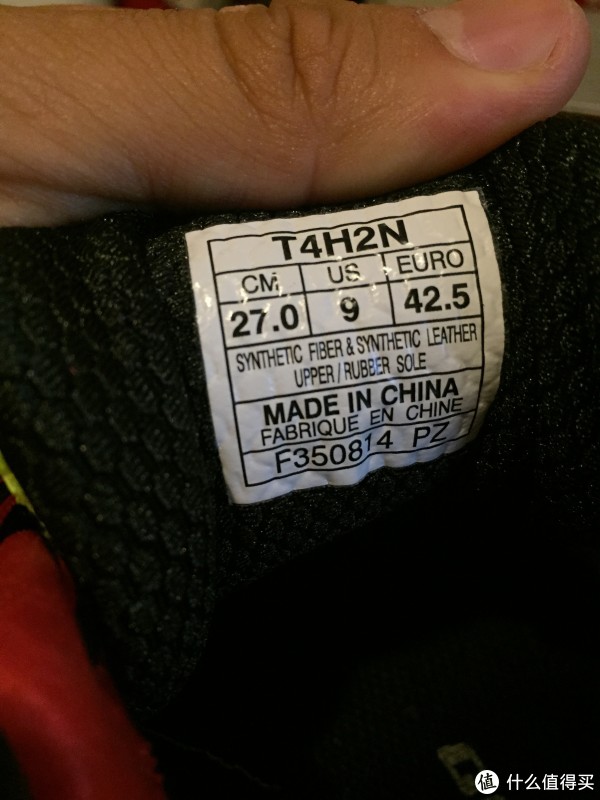 T4H2N
CM US EURO
27.0 9 42.5
SYNTHETIC FIBER & SYNTHETIC LEATHER
UPPER / RUBBER SOLE
MADE IN CHINA
FABRIQUE EN CHINE
F350814 PZ
值 什么值得买